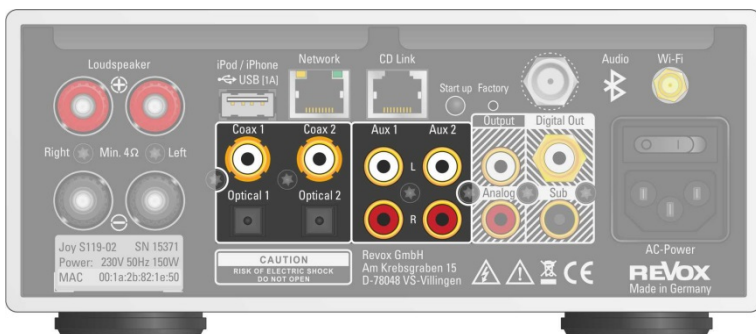 Loudspeaker
iPod / iPhone
USB [1A]
Network
CD Link
Start up
Factory
Audio
Wi-Fi
Coax 1
Coax 2
Aux 1
Aux 2
Output
Digital Out
Right
Min. 4Ω
Left
L
Optical 1
Optical 2
R
Analog
Sub
O I
Joy S119-02 SN 15371
Power: 230V 50Hz 150W
MAC 00:1a:2b:82:1e:50
CAUTION
RISK OF ELECTRIC SHOCK
DO NOT OPEN
Revox GmbH
Am Krebsgraben 15
D-78048 VS-Villingen
CE
AC-Power
REVOX
Made in Germany